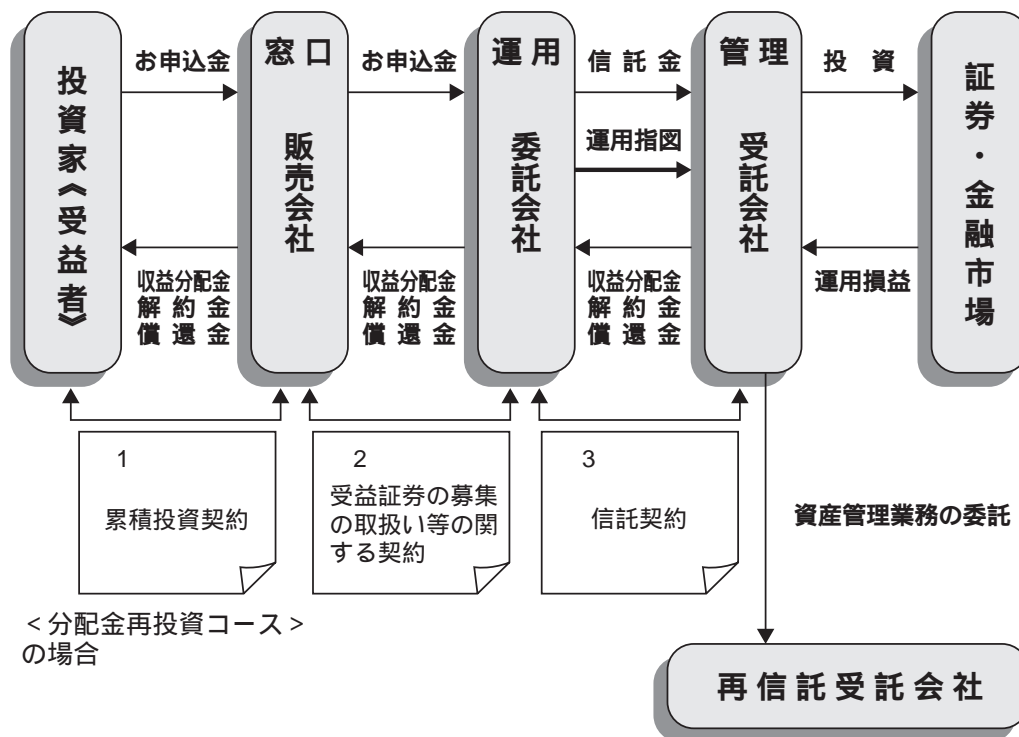 投資家《受益者》
窓口
販売会社
運用
委託会社
管理
受託会社
証券・金融市場
お申込金
お申込金
信託金
投資
運用指図
収益分配金
解約金
償還金
収益分配金
解約金
償還金
収益分配金
解約金
償還金
運用損益
1
累積投資契約
2
受益証券の募集
の取扱い等の関
する契約
3
信託契約
資産管理業務の委託
<分配金再投資コース>
の場合
再信託受託会社